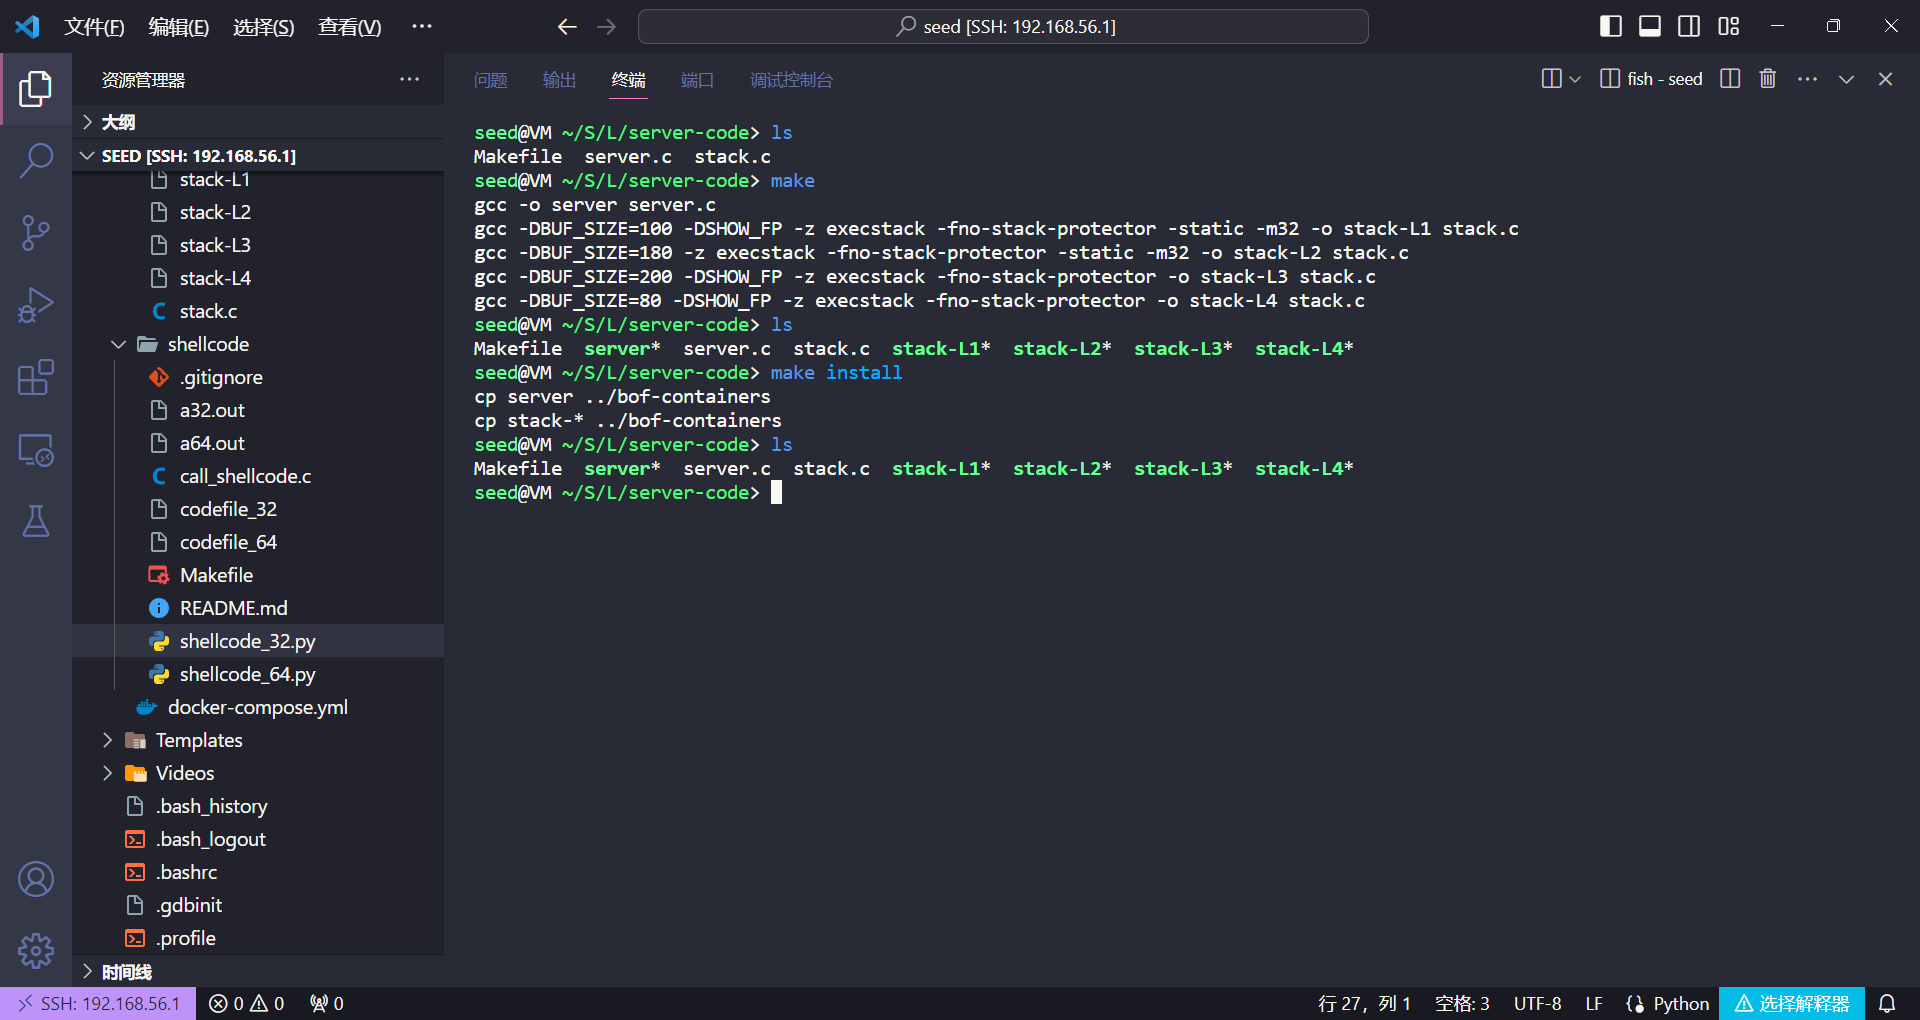 文件(F) 编辑(E) 选择(S) 查看(V) ··· seed [SSH: 192.168.56.1]
资源管理器 ···
大纲
SEED [SSH: 192.168.56.1]
stack-L1
stack-L2
stack-L3
stack-L4
stack.c
shellcode
.gitignore
a32.out
a64.out
call_shellcode.c
codefile_32
codefile_64
Makefile
README.md
shellcode_32.py
shellcode_64.py
docker-compose.yml
Templates
Videos
.bash_history
.bash_logout
.bashrc
.gdbinit
.profile
时间线
问题 输出 终端 端口 调试控制台 fish - seed ···
seed@VM ~/S/L/server-code> ls
Makefile  server.c  stack.c
seed@VM ~/S/L/server-code> make
gcc -o server server.c
gcc -DBUF_SIZE=100 -DSHOW_FP -z execstack -fno-stack-protector -static -m32 -o stack-L1 stack.c
gcc -DBUF_SIZE=180 -z execstack -fno-stack-protector -static -m32 -o stack-L2 stack.c
gcc -DBUF_SIZE=200 -DSHOW_FP -z execstack -fno-stack-protector -o stack-L3 stack.c
gcc -DBUF_SIZE=80 -DSHOW_FP -z execstack -fno-stack-protector -o stack-L4 stack.c
seed@VM ~/S/L/server-code> ls
Makefile  server*  server.c  stack.c  stack-L1*  stack-L2*  stack-L3*  stack-L4*
seed@VM ~/S/L/server-code> make install
cp server ../bof-containers
cp stack-* ../bof-containers
seed@VM ~/S/L/server-code> ls
Makefile  server*  server.c  stack.c  stack-L1*  stack-L2*  stack-L3*  stack-L4*
seed@VM ~/S/L/server-code>
SSH: 192.168.56.1 0 0 0 行 27，列 1 空格: 3 UTF-8 LF Python 选择解释器